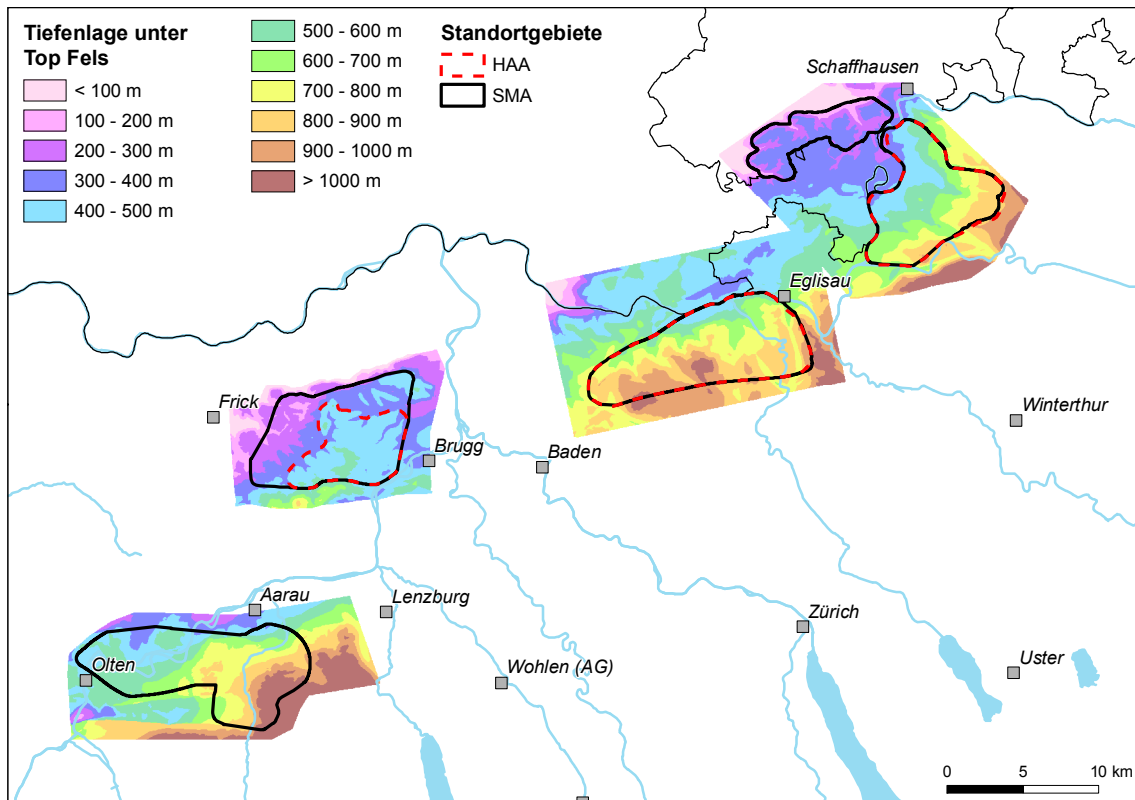 Tiefenlage unter
Top Fels
< 100 m
100 - 200 m
200 - 300 m
300 - 400 m
400 - 500 m
500 - 600 m
600 - 700 m
700 - 800 m
800 - 900 m
900 - 1000 m
> 1000 m
Standortgebiete
HAA
SMA
Schaffhausen
Eglisau
Frick
Brugg
Baden
Winterthur
Aarau
Lenzburg
Zürich
Olten
Wohlen (AG)
Uster
0 5 10 km